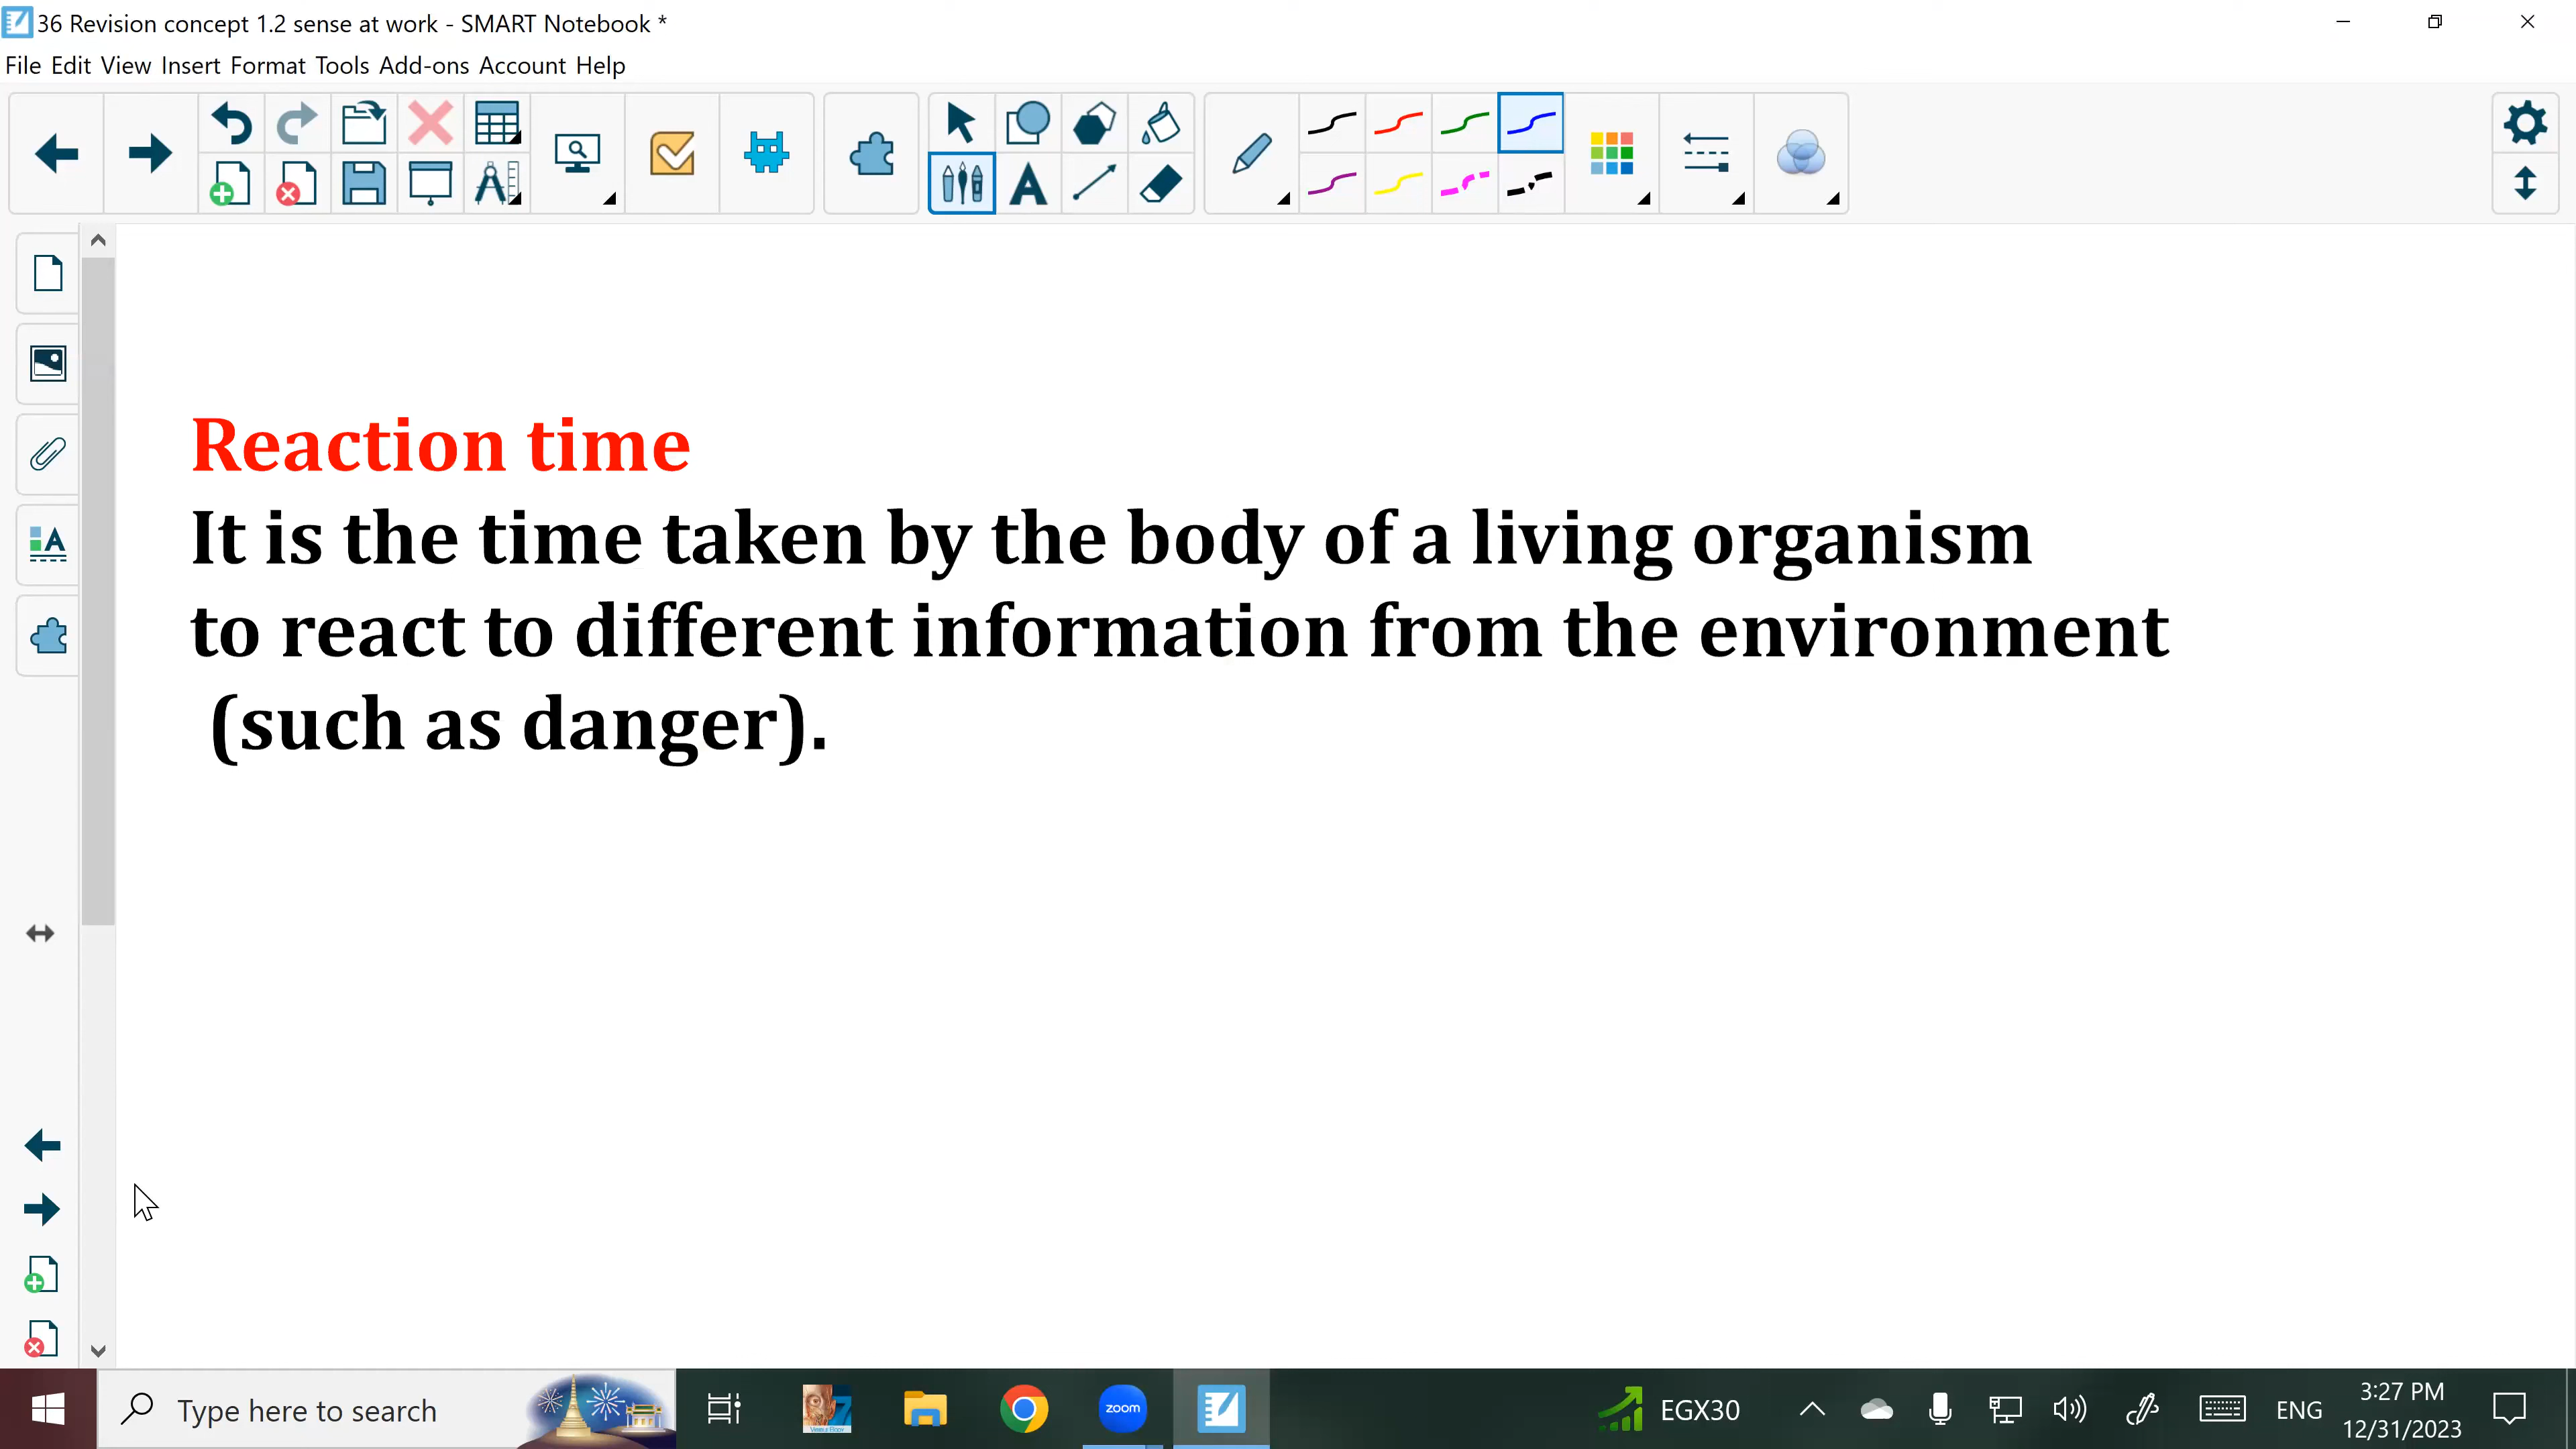 36 Revision concept 1.2 sense at work - SMART Notebook *
File Edit View Insert Format Tools Add-ons Account Help
Reaction time
It is the time taken by the body of a living organism
to react to different information from the environment
(such as danger).
Type here to search
zoom
EGX30
ENG
3:27 PM
12/31/2023